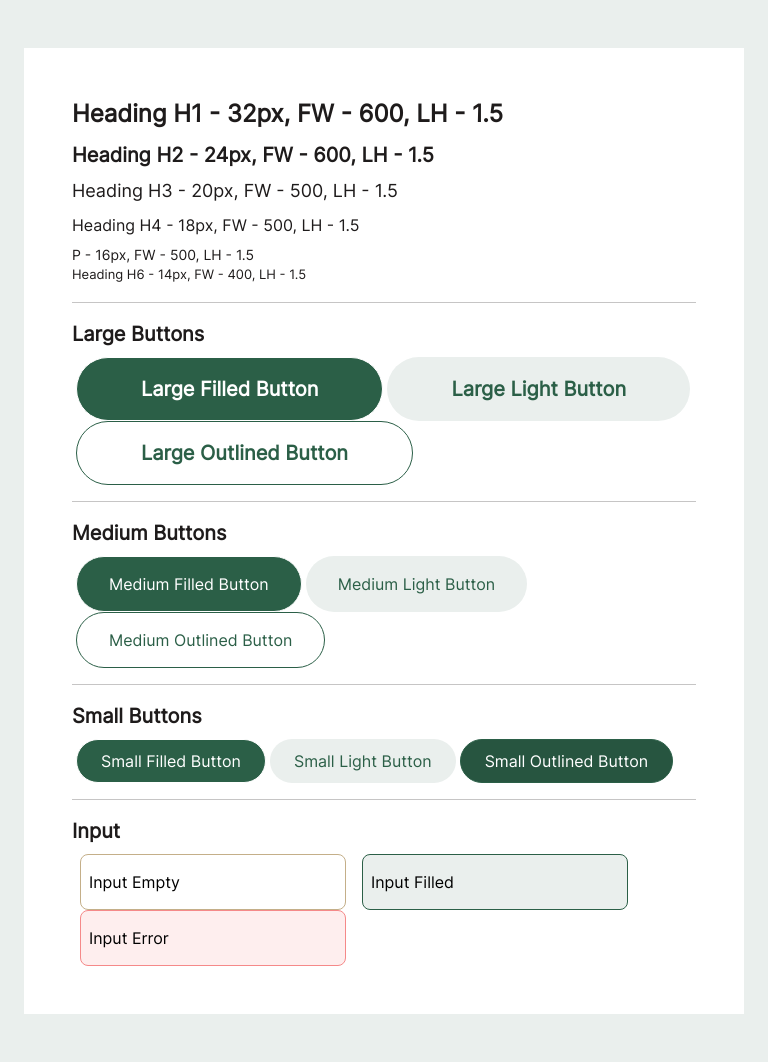 Heading H1 - 32px, FW - 600, LH - 1.5
Heading H2 - 24px, FW - 600, LH - 1.5
Heading H3 - 20px, FW - 500, LH - 1.5
Heading H4 - 18px, FW - 500, LH - 1.5
P - 16px, FW - 500, LH - 1.5
Heading H6 - 14px, FW - 400, LH - 1.5
Large Buttons
Large Filled Button
Large Light Button
Large Outlined Button
Medium Buttons
Medium Filled Button
Medium Light Button
Medium Outlined Button
Small Buttons
Small Filled Button
Small Light Button
Small Outlined Button
Input
Input Empty
Input Filled
Input Error